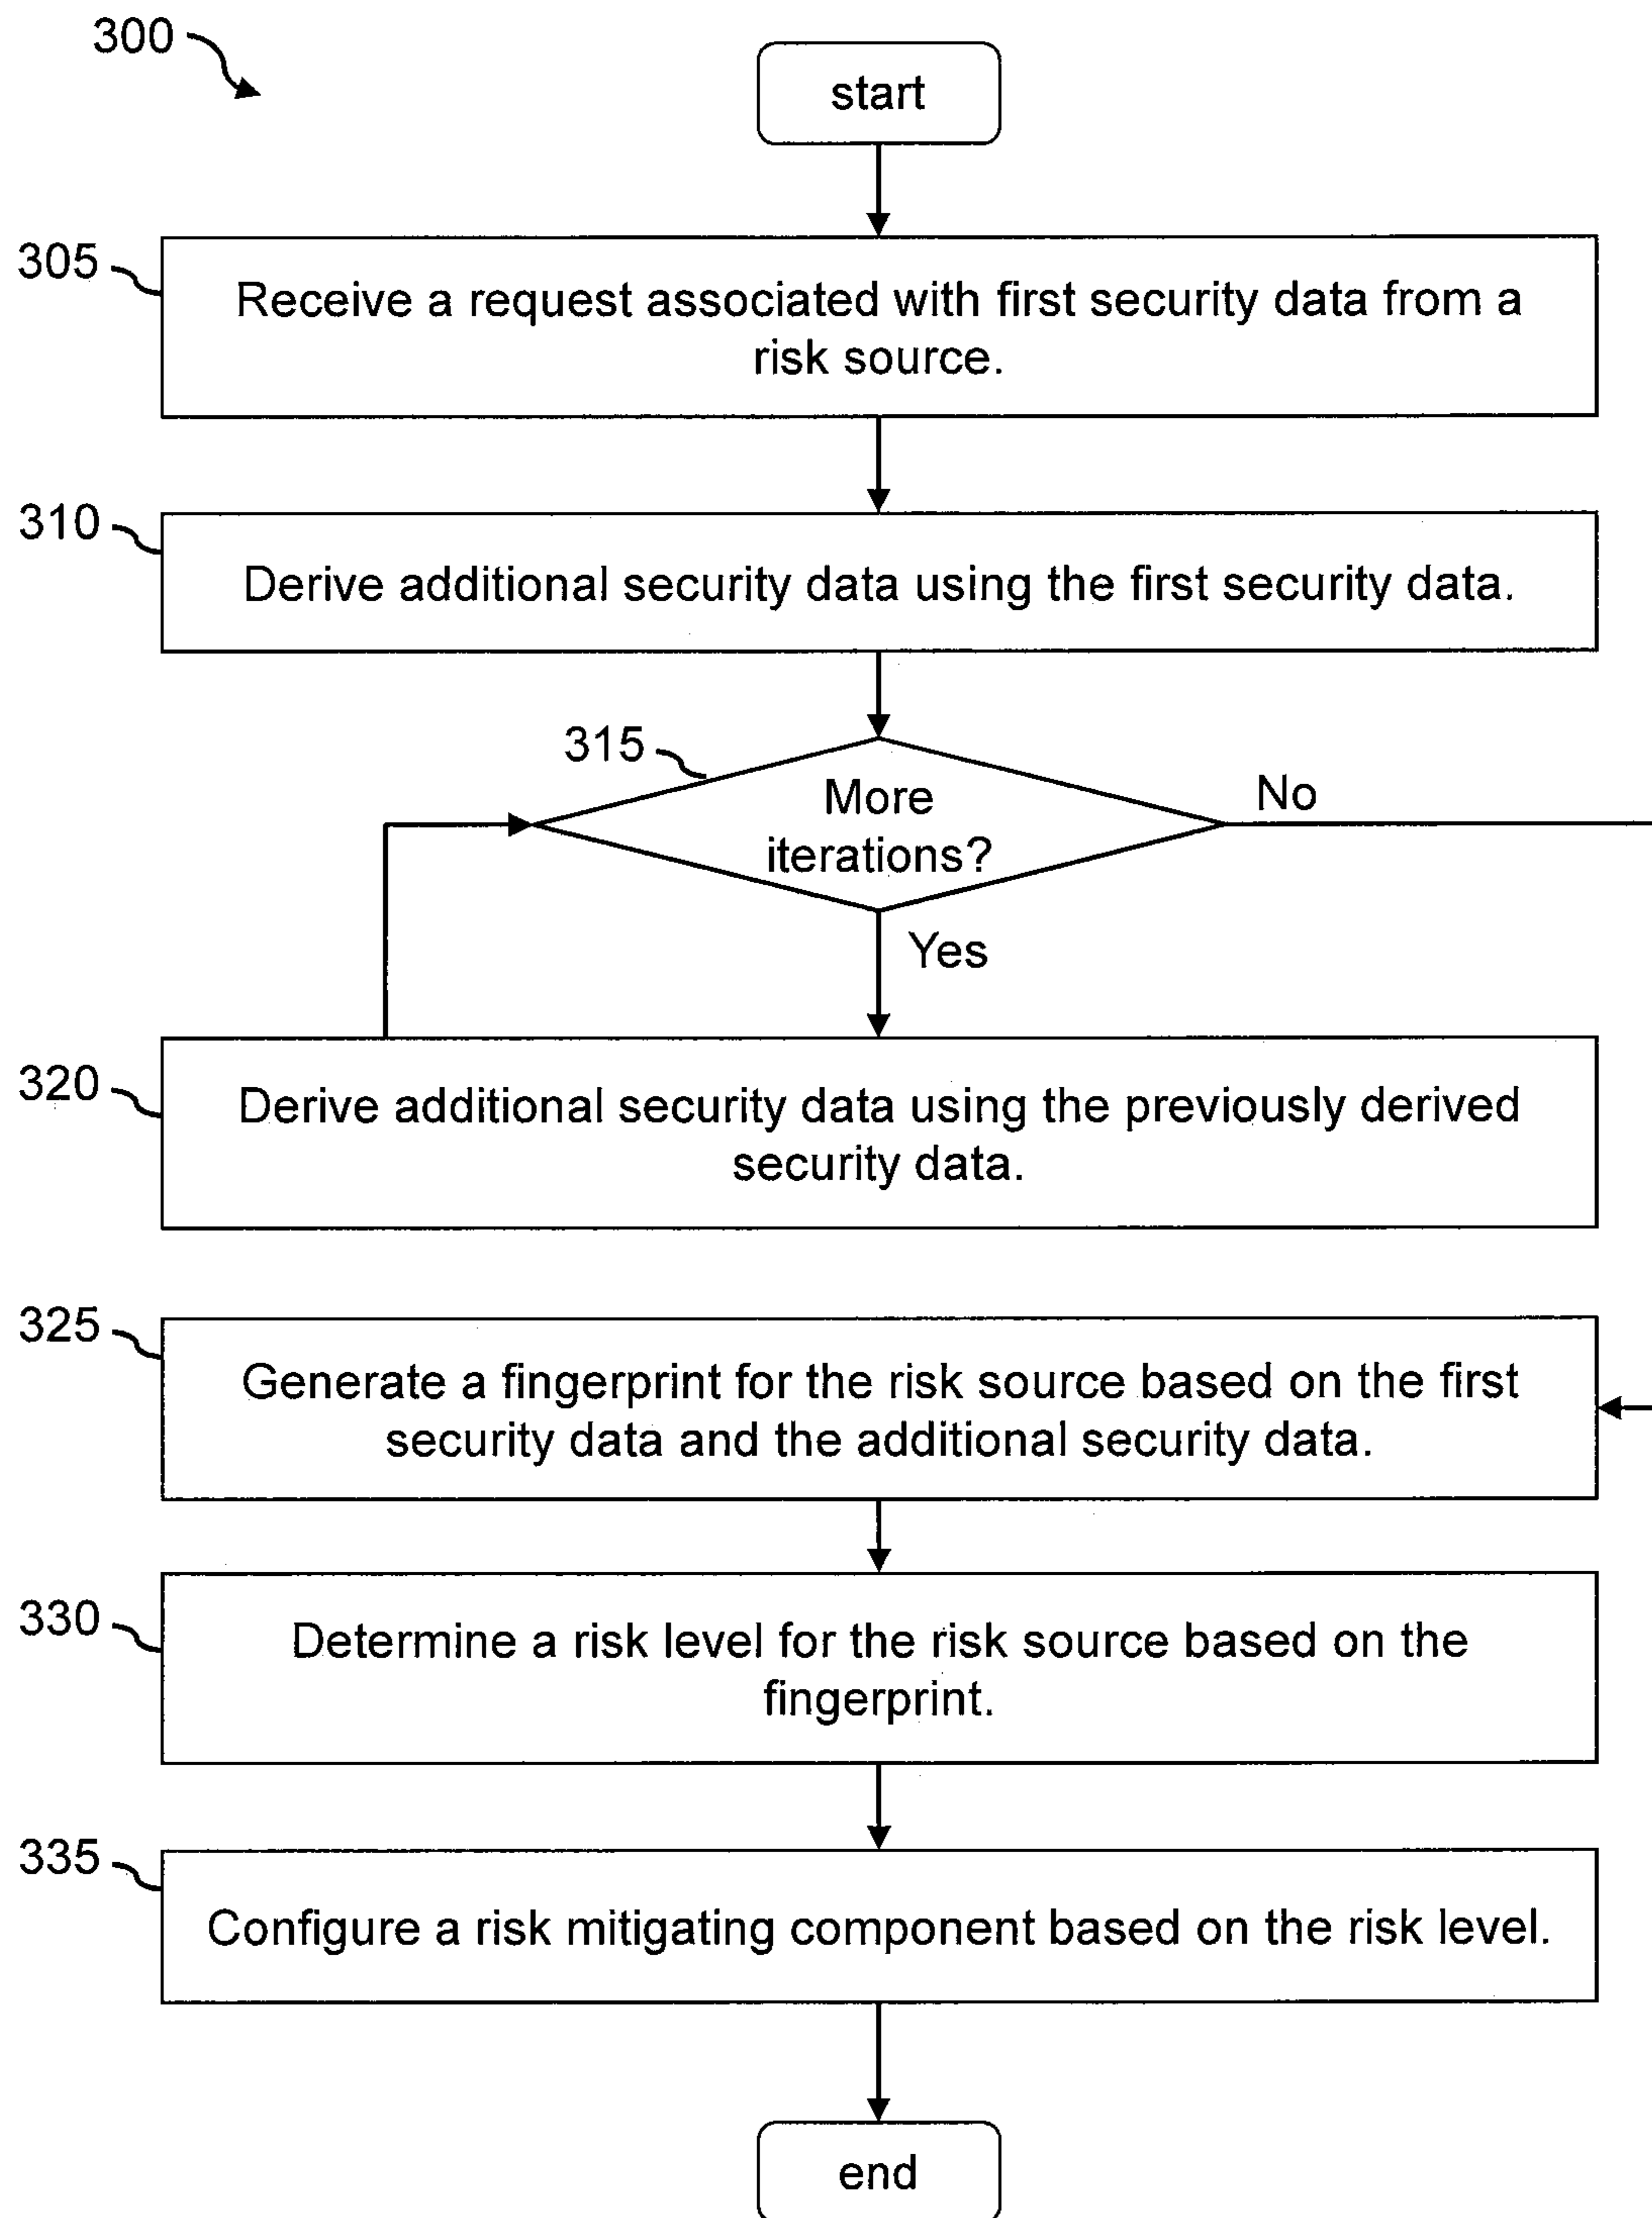 300
start
305
Receive a request associated with first security data from a
risk source.
310
Derive additional security data using the first security data.
315
More
iterations?
No
Yes
320
Derive additional security data using the previously derived
security data.
325
Generate a fingerprint for the risk source based on the first
security data and the additional security data.
330
Determine a risk level for the risk source based on the
fingerprint.
335
Configure a risk mitigating component based on the risk level.
end